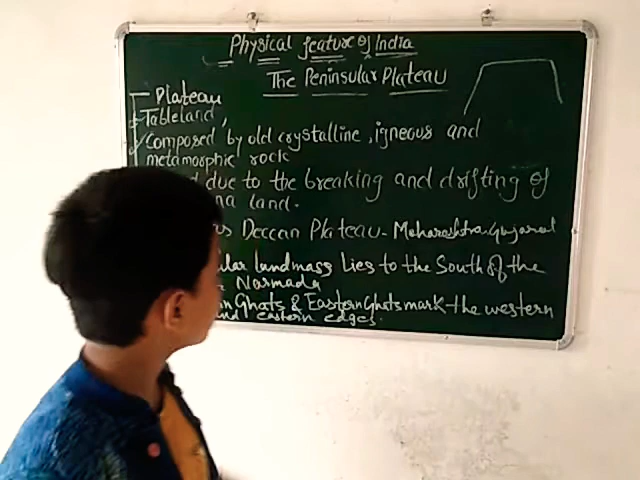 Physical feature of India
The Peninsular Plateau
Plateau
Tableland,
Composed by old crystalline, igneous and
metamorphic rock
due to the breaking and drifting of
na land.
Deccan Plateau - Maharashtra, Gujarat
ular landmass Lies to the South of the
Narmada
Ghats & Eastern Ghats mark the western
and eastern edges.